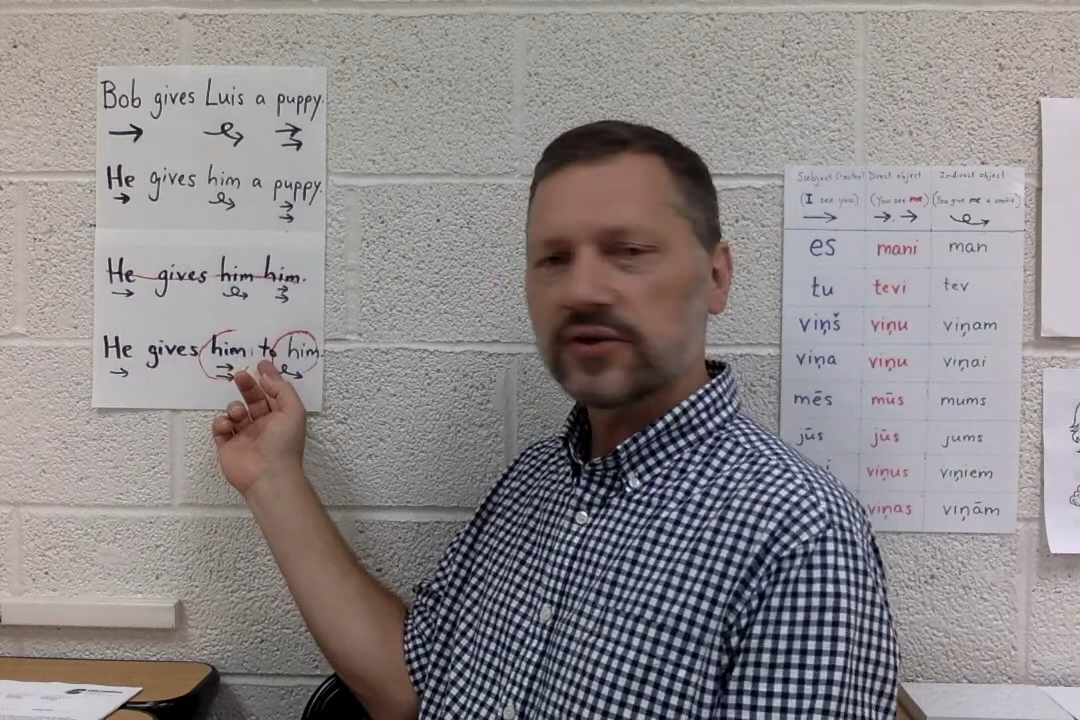 Bob gives Luis a puppy.
He gives him a puppy.
He gives him him.
He gives him to him.
Subject (actor) Direct object Indirect object
(I see you) (You see me) (You give me a cookie)
es mani man
tu tevi tev
viņš viņu viņam
viņa viņu viņai
mēs mūs mums
jūs jūs jums
viņus viņiem
viņas viņām